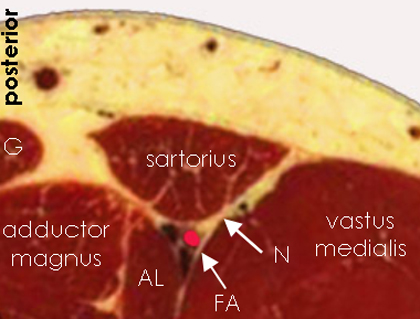 posterior
G
sartorius
adductor
magnus
vastus
medialis
N
AL
FA